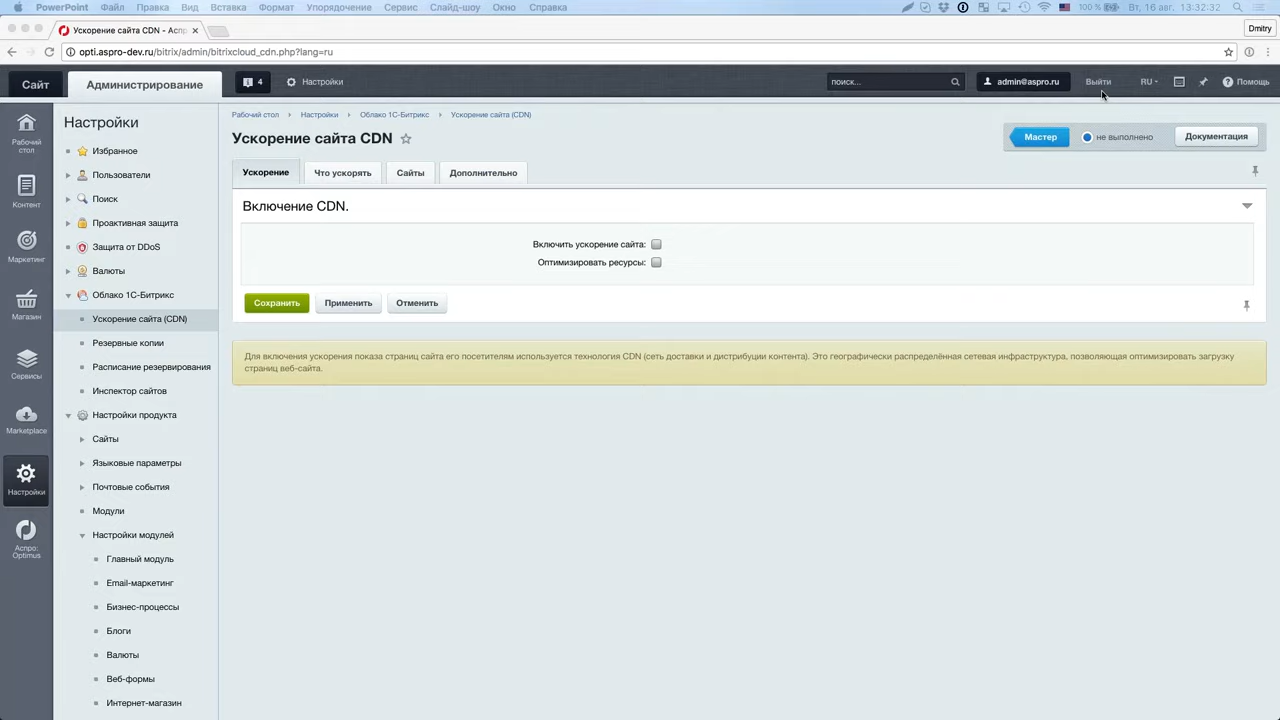 PowerPoint Файл Правка Вид Вставка Формат Упорядочение Сервис Слайд-шоу Окно Справка 100 % Вт, 16 авг. 13:32:32
Ускорение сайта CDN - Аспр Dmitry
opti.aspro-dev.ru/bitrix/admin/bitrixcloud_cdn.php?lang=ru
Сайт Администрирование 4 Настройки поиск... admin@aspro.ru Выйти RU Помощь
Рабочий стол
Контент
Маркетинг
Магазин
Сервисы
Marketplace
Настройки
Аспро: Optimus
Настройки
Избранное
Пользователи
Поиск
Проактивная защита
Защита от DDoS
Валюты
Облако 1С-Битрикс
Ускорение сайта (CDN)
Резервные копии
Расписание резервирования
Инспектор сайтов
Настройки продукта
Сайты
Языковые параметры
Почтовые события
Модули
Настройки модулей
Главный модуль
Email-маркетинг
Бизнес-процессы
Блоги
Валюты
Веб-формы
Интернет-магазин
Рабочий стол Настройки Облако 1С-Битрикс Ускорение сайта (CDN)
Ускорение сайта CDN
Мастер не выполнено Документация
Ускорение Что ускорять Сайты Дополнительно
Включение CDN.
Включить ускорение сайта:
Оптимизировать ресурсы:
Сохранить Применить Отменить
Для включения ускорения показа страниц сайта его посетителям используется технология CDN (сеть доставки и дистрибуции контента). Это географически распределённая сетевая инфраструктура, позволяющая оптимизировать загрузку
страниц веб-сайта.